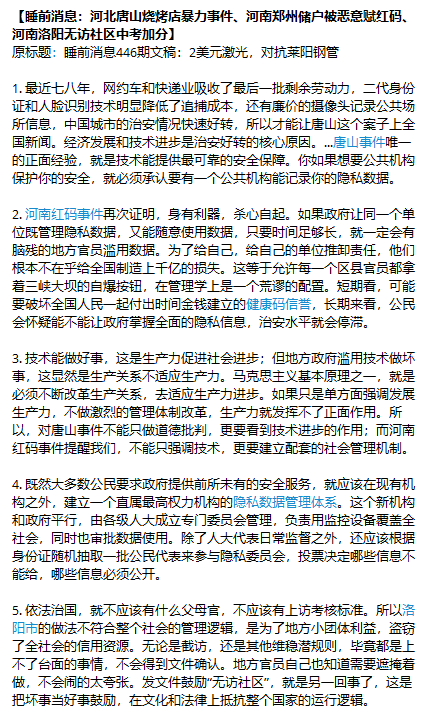 【睡前消息：河北唐山烧烤店暴力事件、河南郑州储户被恶意赋红码、
河南洛阳无访社区中考加分】
原标题：睡前消息446期文稿：2美元激光，对抗莱阳钢管
1. 最近七八年，网约车和快递业吸收了最后一批剩余劳动力，二代身份
证和人脸识别技术明显降低了追捕成本，还有廉价的摄像头记录公共场
所信息，中国城市的治安情况快速好转，所以才能让唐山这个案子上全
国新闻。经济发展和技术进步是治安好转的核心原因。...唐山事件唯一
的正面经验，就是技术能提供最可靠的安全保障。你如果想要公共机构
保护你的安全，就必须承认要有一个公共机构能记录你的隐私数据。
2. 河南红码事件再次证明，身有利器，杀心自起。如果政府让同一个单
位既管理隐私数据，又能随意使用数据，只要时间足够长，就一定会有
脑残的地方官员滥用数据。为了给自己，给自己的单位推卸责任，他们
根本不在乎给全国制造上千亿的损失。这等于允许每一个区县官员都拿
着三峡大坝的自爆按钮，在管理学上是一个荒谬的配置。短期看，可能
要破坏全国人民一起付出时间金钱建立的健康码信誉，长期来看，公民
会怀疑能不能让政府掌握全面的隐私信息，治安水平就会停滞。
3. 技术能做好事，这是生产力促进社会进步；但地方政府滥用技术做坏
事，这显然是生产关系不适应生产力。马克思主义基本原理之一，就是
必须不断改革生产关系，去适应生产力进步。如果只是单方面强调发展
生产力，不做激烈的管理体制改革，生产力就发挥不了正面作用。所
以，对唐山事件不能只做道德批判，更要看到技术进步的作用；而河南
红码事件提醒我们，不能只强调技术，更要建立配套的社会管理机制。
4. 既然大多数公民要求政府提供前所未有的安全服务，就应该在现有机
构之外，建立一个直属最高权力机构的隐私数据管理体系。这个新机构
和政府平行，由各级人大成立专门委员会管理，负责用监控设备覆盖全
社会，同时也审批数据使用。除了人大代表日常监督之外，还应该根据
身份证随机抽取一批公民代表来参与隐私委员会，投票决定哪些信息不
能给，哪些信息必须公开。
5. 依法治国，就不应该有什么父母官，不应该有上访考核标准。所以洛
阳市的做法不符合整个社会的管理逻辑，是为了地方小团体利益，盗窃
了全社会的信用资源。无论是截访，还是其他维稳潜规则，毕竟都是上
不了台面的事情，不会得到文件确认。地方官员自己也知道需要遮掩着
做，不会闹的太夸张。发文件鼓励“无访社区”，就是另一回事了，这是
把坏事当好事鼓励，在文化和法律上抵抗整个国家的运行逻辑。